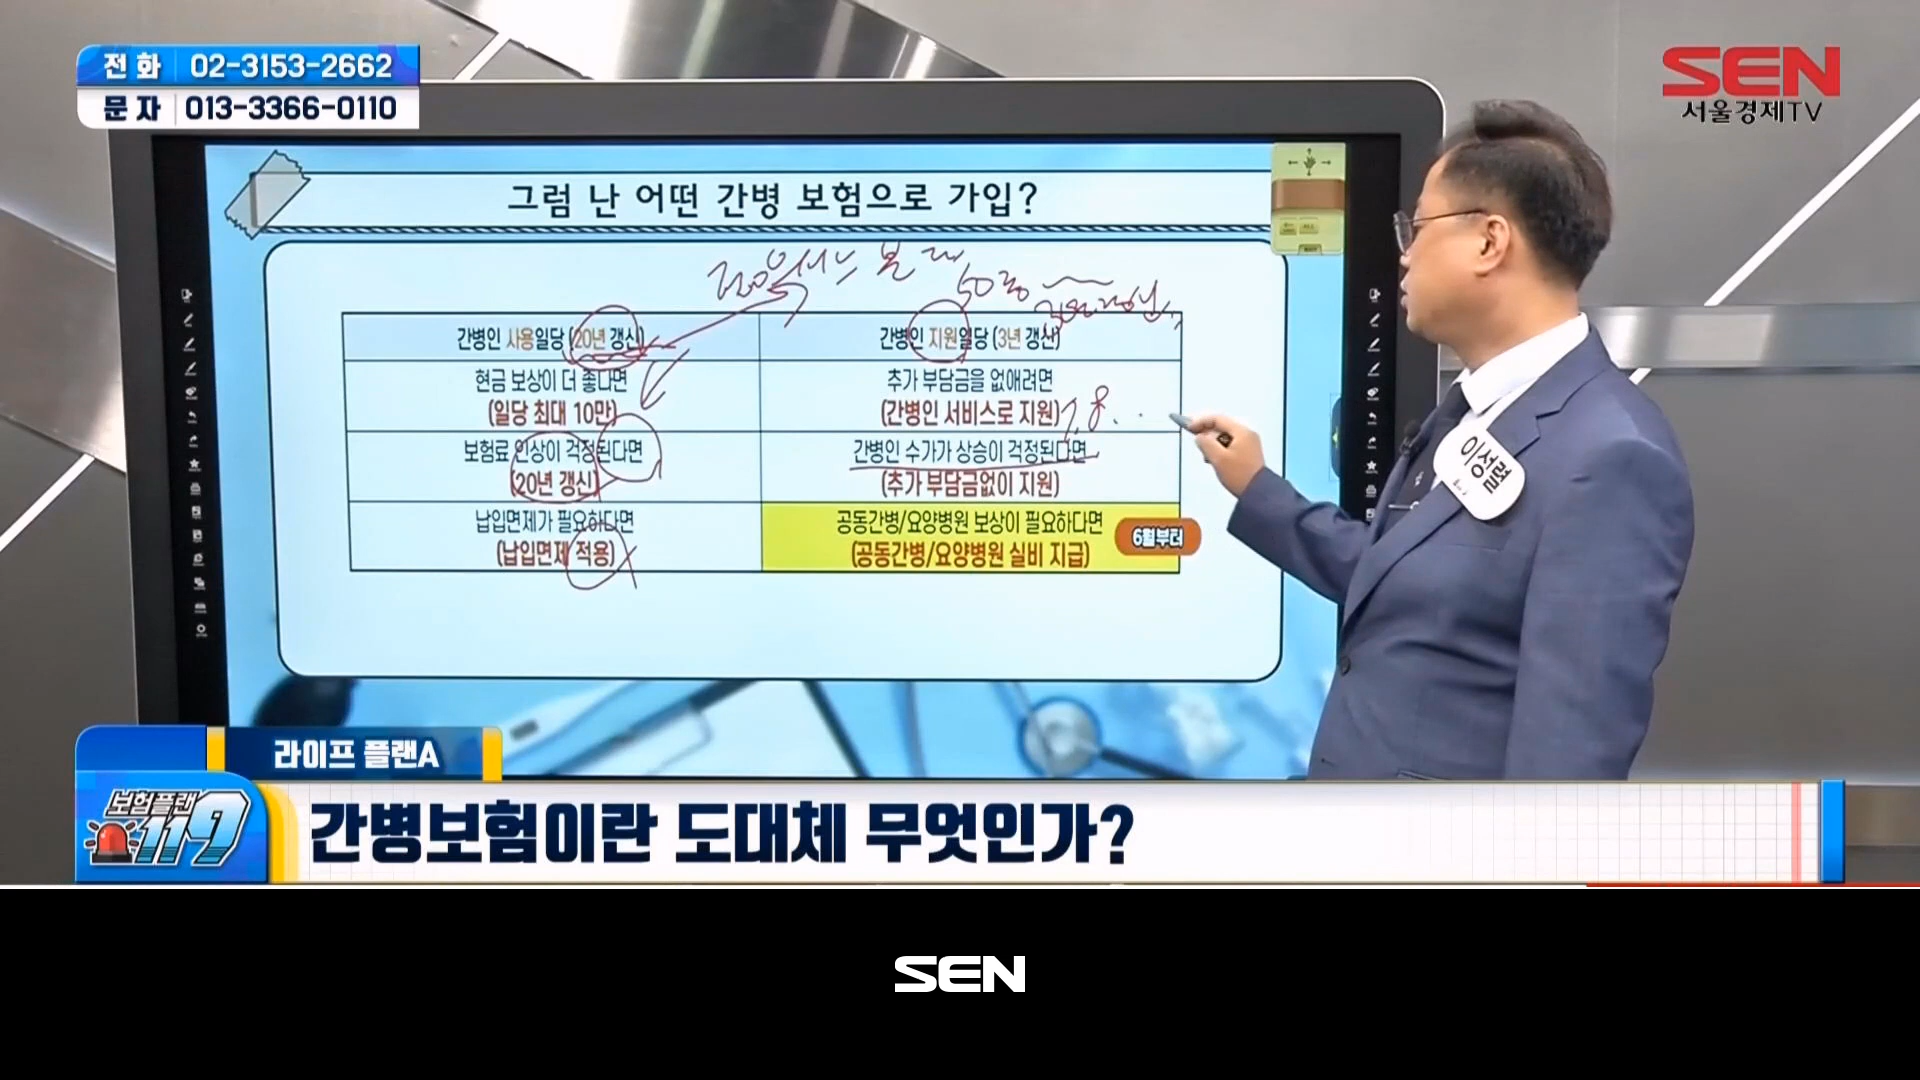 전화 02-3153-2662
문자 013-3366-0110
SEN
서울경제TV
그럼 난 어떤 간병 보험으로 가입?
50
간병인 사용일당 (20년 갱신)
간병인 지원일당 (3년 갱신)
현금 보상이 더 좋다면
(일당 최대 10만)
추가 부담금을 없애려면
(간병인 서비스로 지원)
보험료 인상이 걱정된다면
(20년 갱신)
간병인 수가가 상승이 걱정된다면
(추가 부담금없이 지원)
납입면제가 필요하다면
(납입면제 적용)
공동간병/요양병원 보상이 필요하다면
(공동간병/요양병원 실비 지급)
6월부터
라이프 플랜A
보험플랜
119
간병보험이란 도대체 무엇인가?
SEN